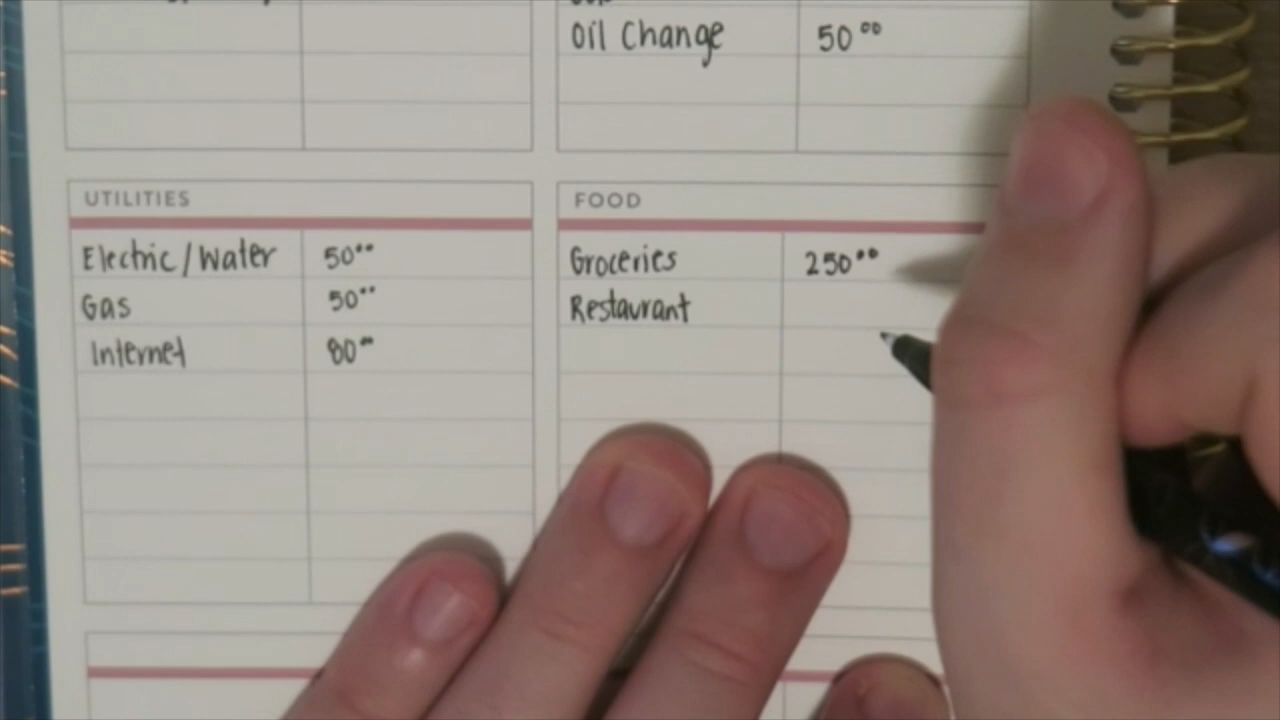 Oil Change 50⁰⁰
UTILITIES
Electric/Water 50⁰⁰
Gas 50⁰⁰
Internet 80⁰⁰
FOOD
Groceries 250⁰⁰
Restaurant